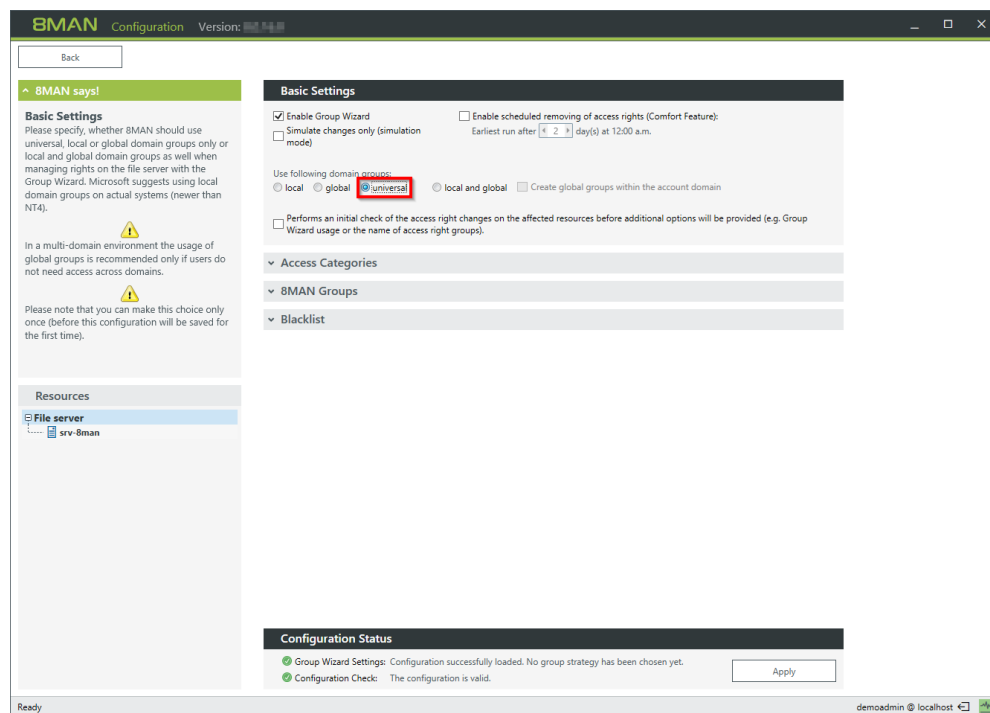 8MAN Configuration Version:
Back
8MAN says!
Basic Settings
Please specify, whether 8MAN should use
universal, local or global domain groups only or
local and global domain groups as well when
managing rights on the file server with the
Group Wizard. Microsoft suggests using local
domain groups on actual systems (newer than
NT4).
In a multi-domain environment the usage of
global groups is recommended only if users do
not need access across domains.
Please note that you can make this choice only
once (before this configuration will be saved for
the first time).
Resources
File server
srv-8man
Basic Settings
Enable Group Wizard
Simulate changes only (simulation
mode)
Enable scheduled removing of access rights (Comfort Feature):
Earliest run after 2 day(s) at 12:00 a.m.
Use following domain groups:
local global universal local and global Create global groups within the account domain
Performs an initial check of the access right changes on the affected resources before additional options will be provided (e.g. Group
Wizard usage or the name of access right groups).
Access Categories
8MAN Groups
Blacklist
Configuration Status
Group Wizard Settings: Configuration successfully loaded. No group strategy has been chosen yet.
Configuration Check: The configuration is valid.
Apply
Ready
demoadmin @ localhost